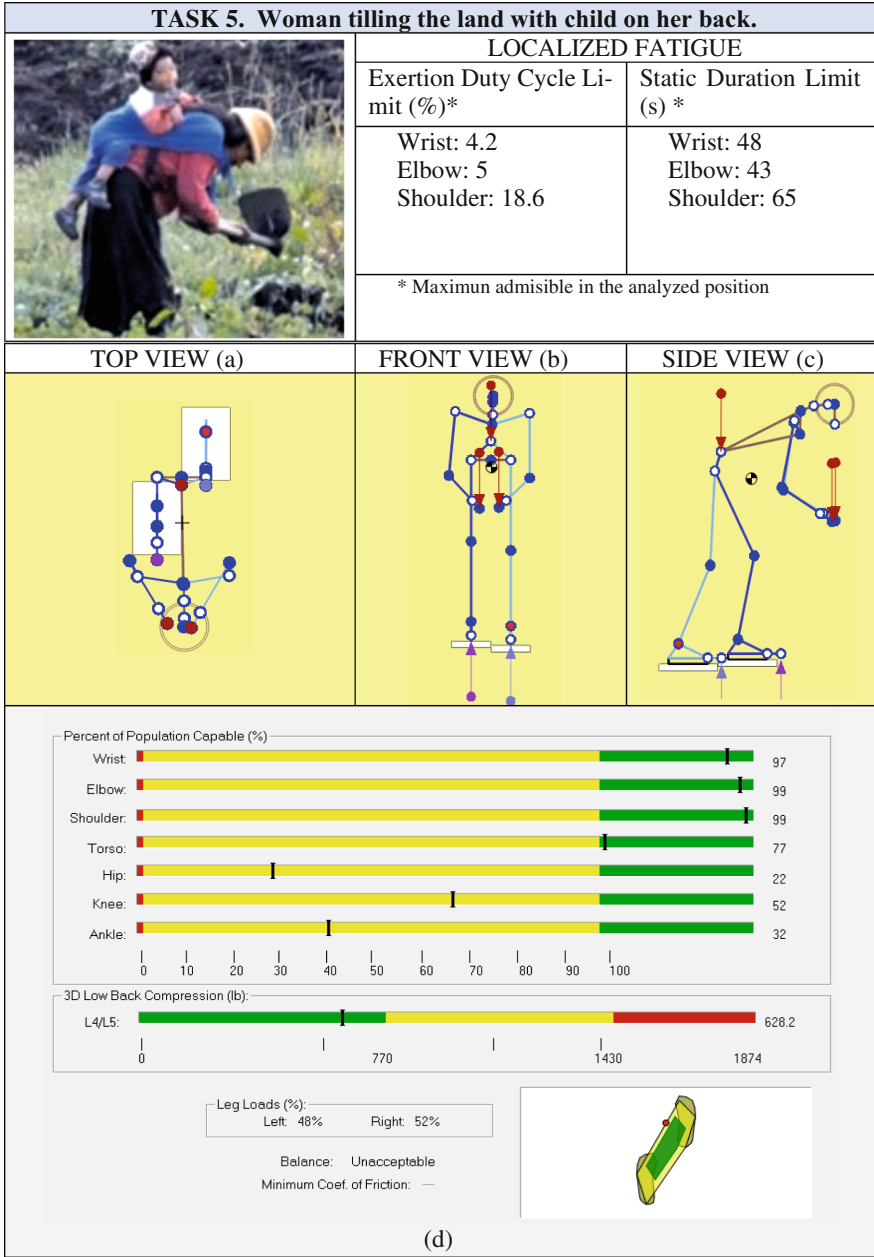 TASK 5. Woman tilling the land with child on her back.
LOCALIZED FATIGUE
Exertion Duty Cycle Li-
mit (%)*
Static Duration Limit
(s) *
Wrist: 4.2
Elbow: 5
Shoulder: 18.6
Wrist: 48
Elbow: 43
Shoulder: 65
* Maximun admisible in the analyzed position
TOP VIEW (a)
FRONT VIEW (b)
SIDE VIEW (c)
Percent of Population Capable (%)
Wrist: 97
Elbow: 99
Shoulder: 99
Torso: 77
Hip: 22
Knee: 52
Ankle: 32
0 10 20 30 40 50 60 70 80 90 100
3D Low Back Compression (lb):
L4/L5: 628.2
0 770 1430 1874
Leg Loads (%):
Left: 48% Right: 52%
Balance: Unacceptable
Minimum Coef. of Friction: —
(d)